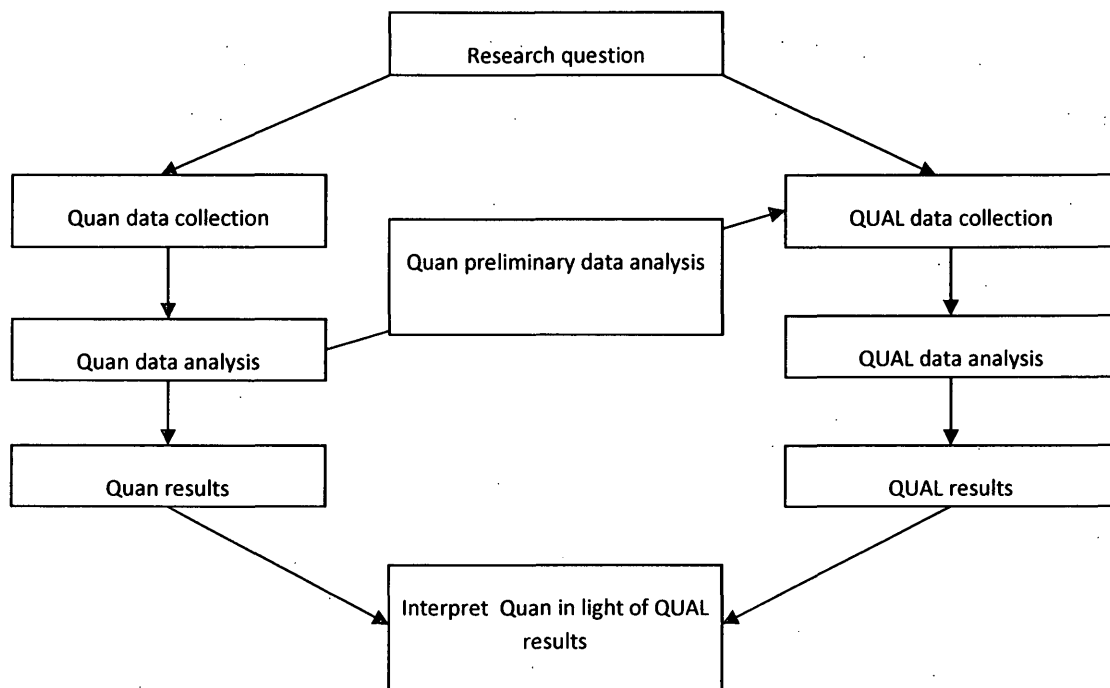 Research question
Quan data collection
QUAL data collection
Quan preliminary data analysis
Quan data analysis
QUAL data analysis
Quan results
QUAL results
Interpret Quan in light of QUAL
results